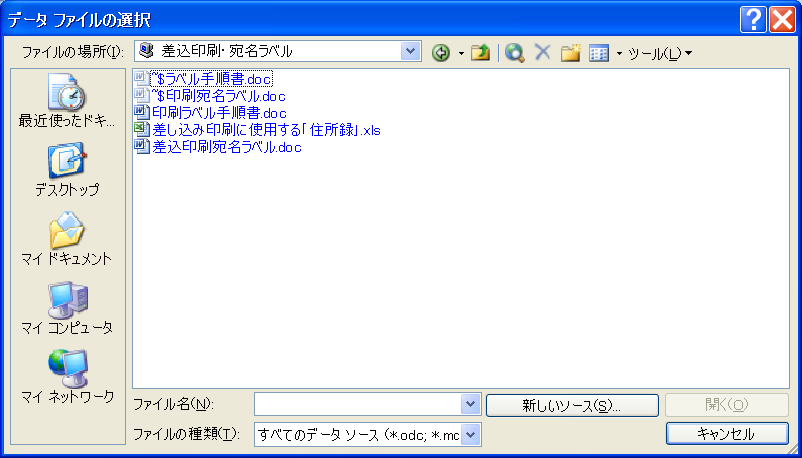 データ ファイルの選択
ファイルの場所(I):
差込印刷・宛名ラベル
ツール(L)
最近使ったドキ...
デスクトップ
マイ ドキュメント
マイ コンピュータ
マイ ネットワーク
~$ラベル手順書.doc
~$印刷宛名ラベル.doc
印刷ラベル手順書.doc
差し込み印刷に使用する「住所録」.xls
差込印刷宛名ラベル.doc
ファイル名(N):
新しいソース(S)...
開く(O)
ファイルの種類(T):
すべてのデータ ソース (*.odc; *.mc
キャンセル